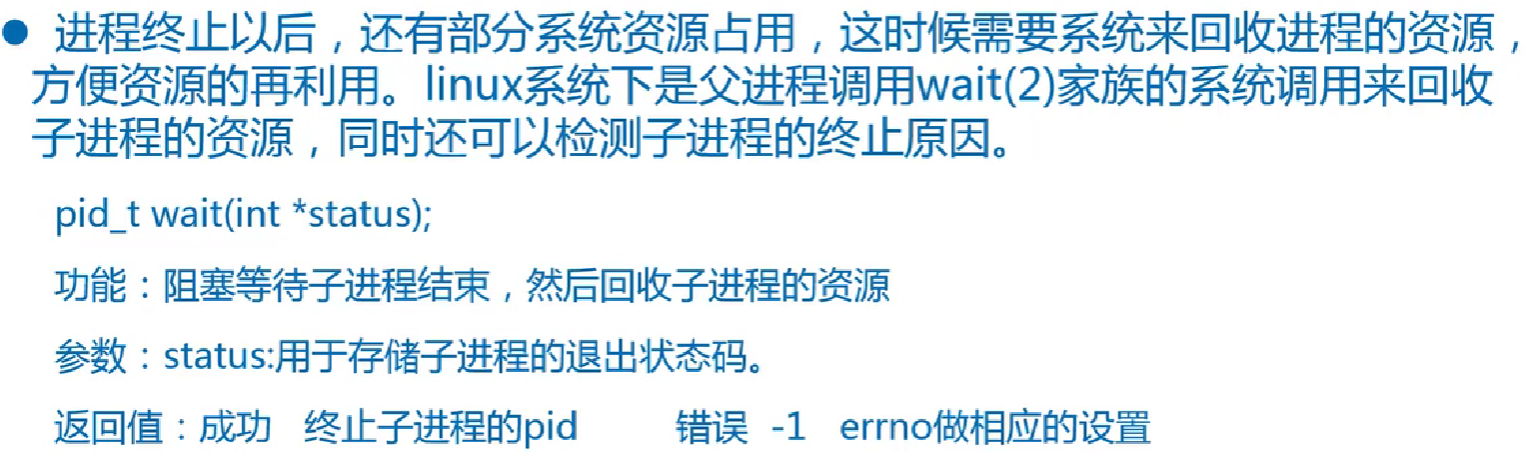 ● 进程终止以后，还有部分系统资源占用，这时候需要系统来回收进程的资源，
方便资源的再利用。linux系统下是父进程调用wait(2)家族的系统调用来回收
子进程的资源，同时还可以检测子进程的终止原因。
pid_t wait(int *status);
功能：阻塞等待子进程结束，然后回收子进程的资源
参数：status:用于存储子进程的退出状态码。
返回值：成功 终止子进程的pid 错误 -1 errno做相应的设置